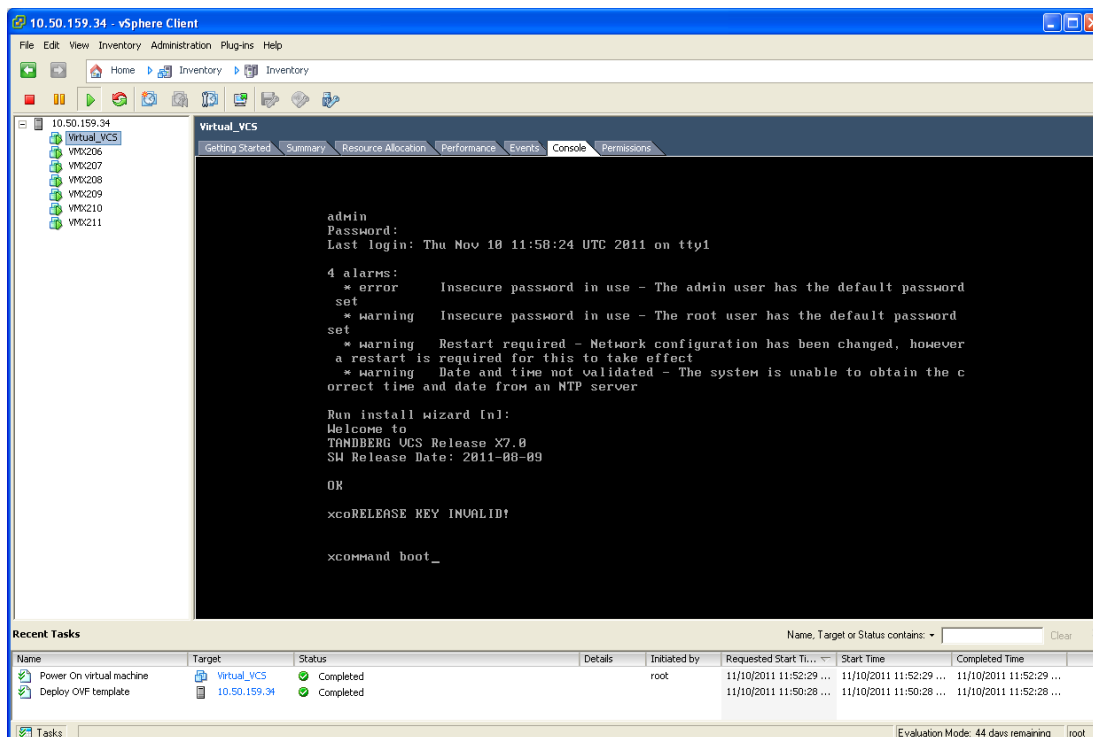 10.50.159.34 - vSphere Client
File Edit View Inventory Administration Plug-ins Help
Home Inventory Inventory
10.50.159.34
Virtual_VCS
VMX206
VMX207
VMX208
VMX209
VMX210
VMX211
Virtual_VCS
Getting Started Summary Resource Allocation Performance Events Console Permissions
admin
Password:
Last login: Thu Nov 10 11:58:24 UTC 2011 on tty1
4 alarms:
* error Insecure password in use - The admin user has the default password
set
* warning Insecure password in use - The root user has the default password
set
* warning Restart required - Network configuration has been changed, however
a restart is required for this to take effect
* warning Date and time not validated - The system is unable to obtain the c
orrect time and date from an NTP server
Run install wizard [n]:
Welcome to
TANDBERG VCS Release X7.0
SW Release Date: 2011-08-09
OK
xcoRELEASE KEY INVALID!
xcommand boot_
Recent Tasks
Name, Target or Status contains: Clear
Name Target Status Details Initiated by Requested Start Ti... Start Time Completed Time
Power On virtual machine Virtual_VCS Completed root 11/10/2011 11:52:29 ... 11/10/2011 11:52:29 ... 11/10/2011 11:52:29 ...
Deploy OVF template 10.50.159.34 Completed 11/10/2011 11:50:28 ... 11/10/2011 11:50:28 ... 11/10/2011 11:52:28 ...
Tasks Evaluation Mode: 44 days remaining root